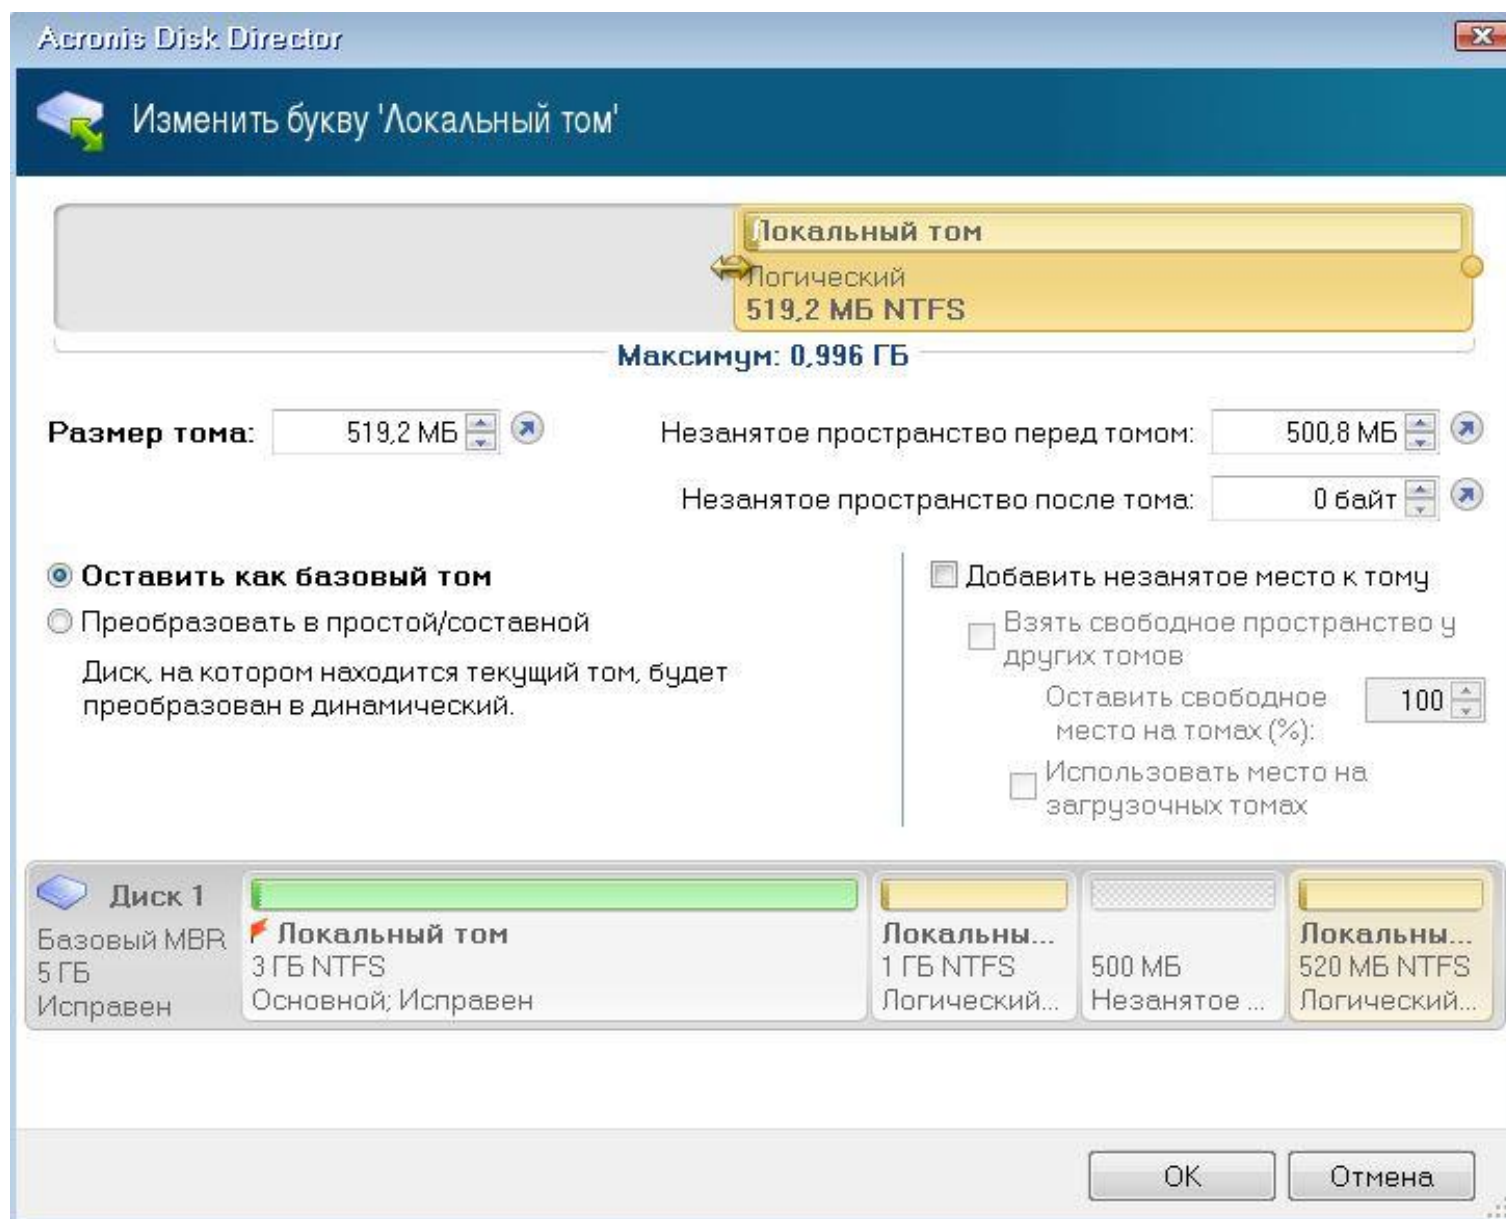 Acronis Disk Director
Изменить букву 'Локальный том'
Локальный том
Логический
519,2 МБ NTFS
Максимум: 0,996 ГБ
Размер тома: 519,2 МБ
Незанятое пространство перед томом: 500,8 МБ
Незанятое пространство после тома: 0 байт
Оставить как базовый том
Преобразовать в простой/составной
Диск, на котором находится текущий том, будет
преобразован в динамический.
Добавить незанятое место к тому
Взять свободное пространство у
других томов
Оставить свободное
место на томах (%): 100
Использовать место на
загрузочных томах
Диск 1
Базовый MBR
5 ГБ
Исправен
Локальный том
3 ГБ NTFS
Основной; Исправен
Локальны...
1 ГБ NTFS
Логический...
500 МБ
Незанятое ...
Локальны...
520 МБ NTFS
Логический...
OK
Отмена